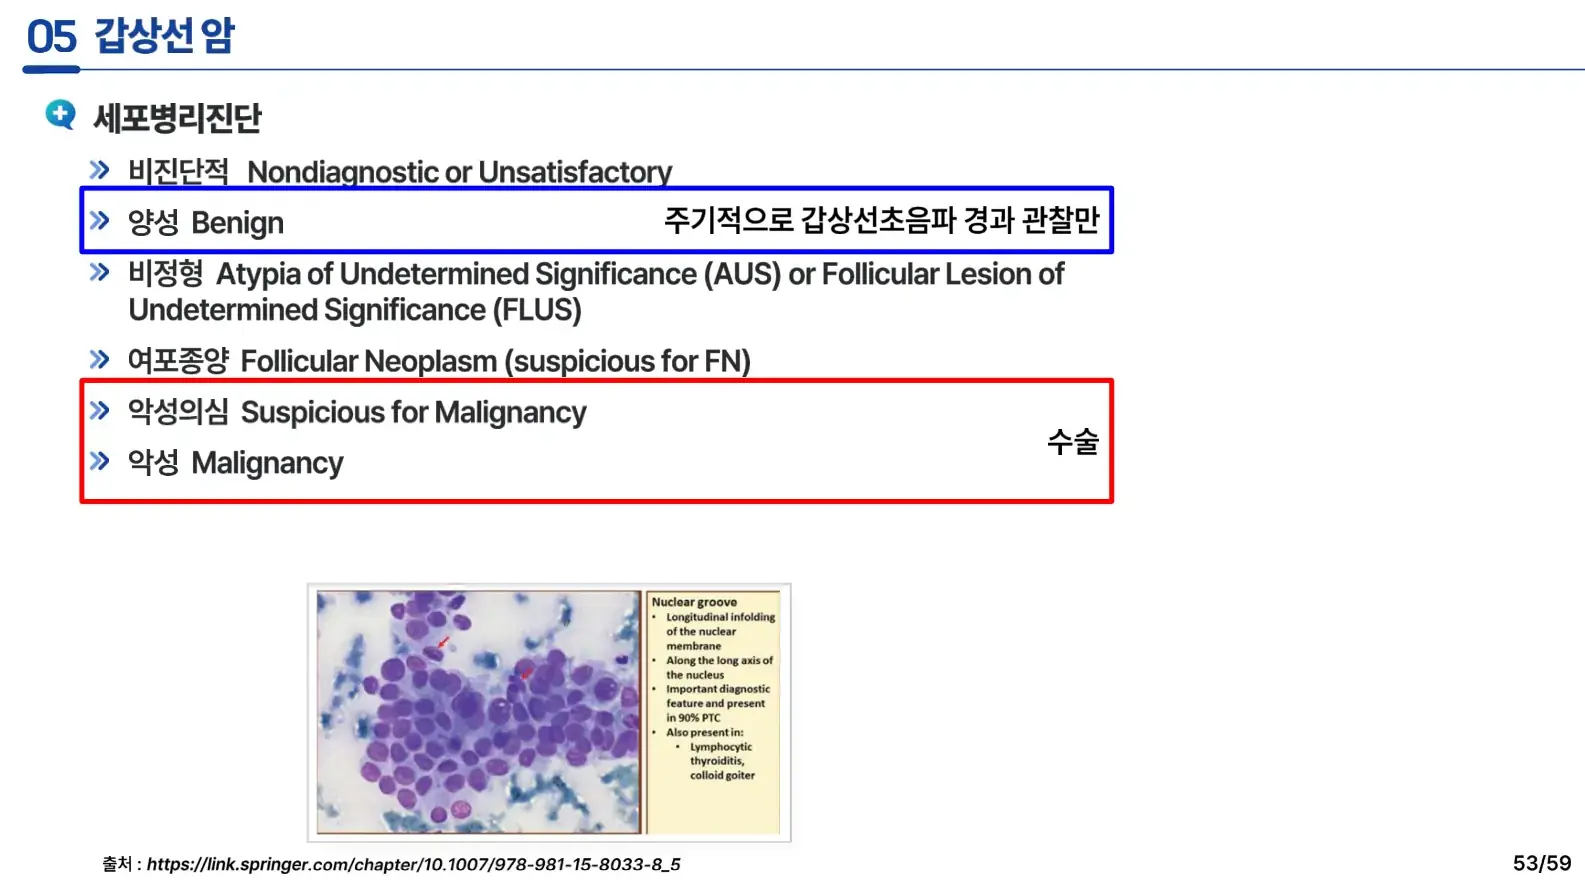 05 갑상선 암
세포병리진단
비진단적 Nondiagnostic or Unsatisfactory
양성 Benign 주기적으로 갑상선초음파 경과 관찰만
비정형 Atypia of Undetermined Significance (AUS) or Follicular Lesion of
Undetermined Significance (FLUS)
여포종양 Follicular Neoplasm (suspicious for FN)
악성의심 Suspicious for Malignancy
수술
악성 Malignancy
Nuclear groove
• Longitudinal infolding
of the nuclear
membrane
• Along the long axis of
the nucleus
• Important diagnostic
feature and present
in 90% PTC
• Also present in:
• Lymphocytic
thyroiditis,
colloid goiter
출처 : https://link.springer.com/chapter/10.1007/978-981-15-8033-8_5
53/59